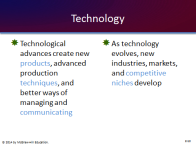 Technology
Technological
advances create new
products, advanced
production
techniques, and
better ways of
managing and
communicating
As technology
evolves, new
industries, markets,
and competitive
niches develop
© 2014 by McGraw-Hill Education